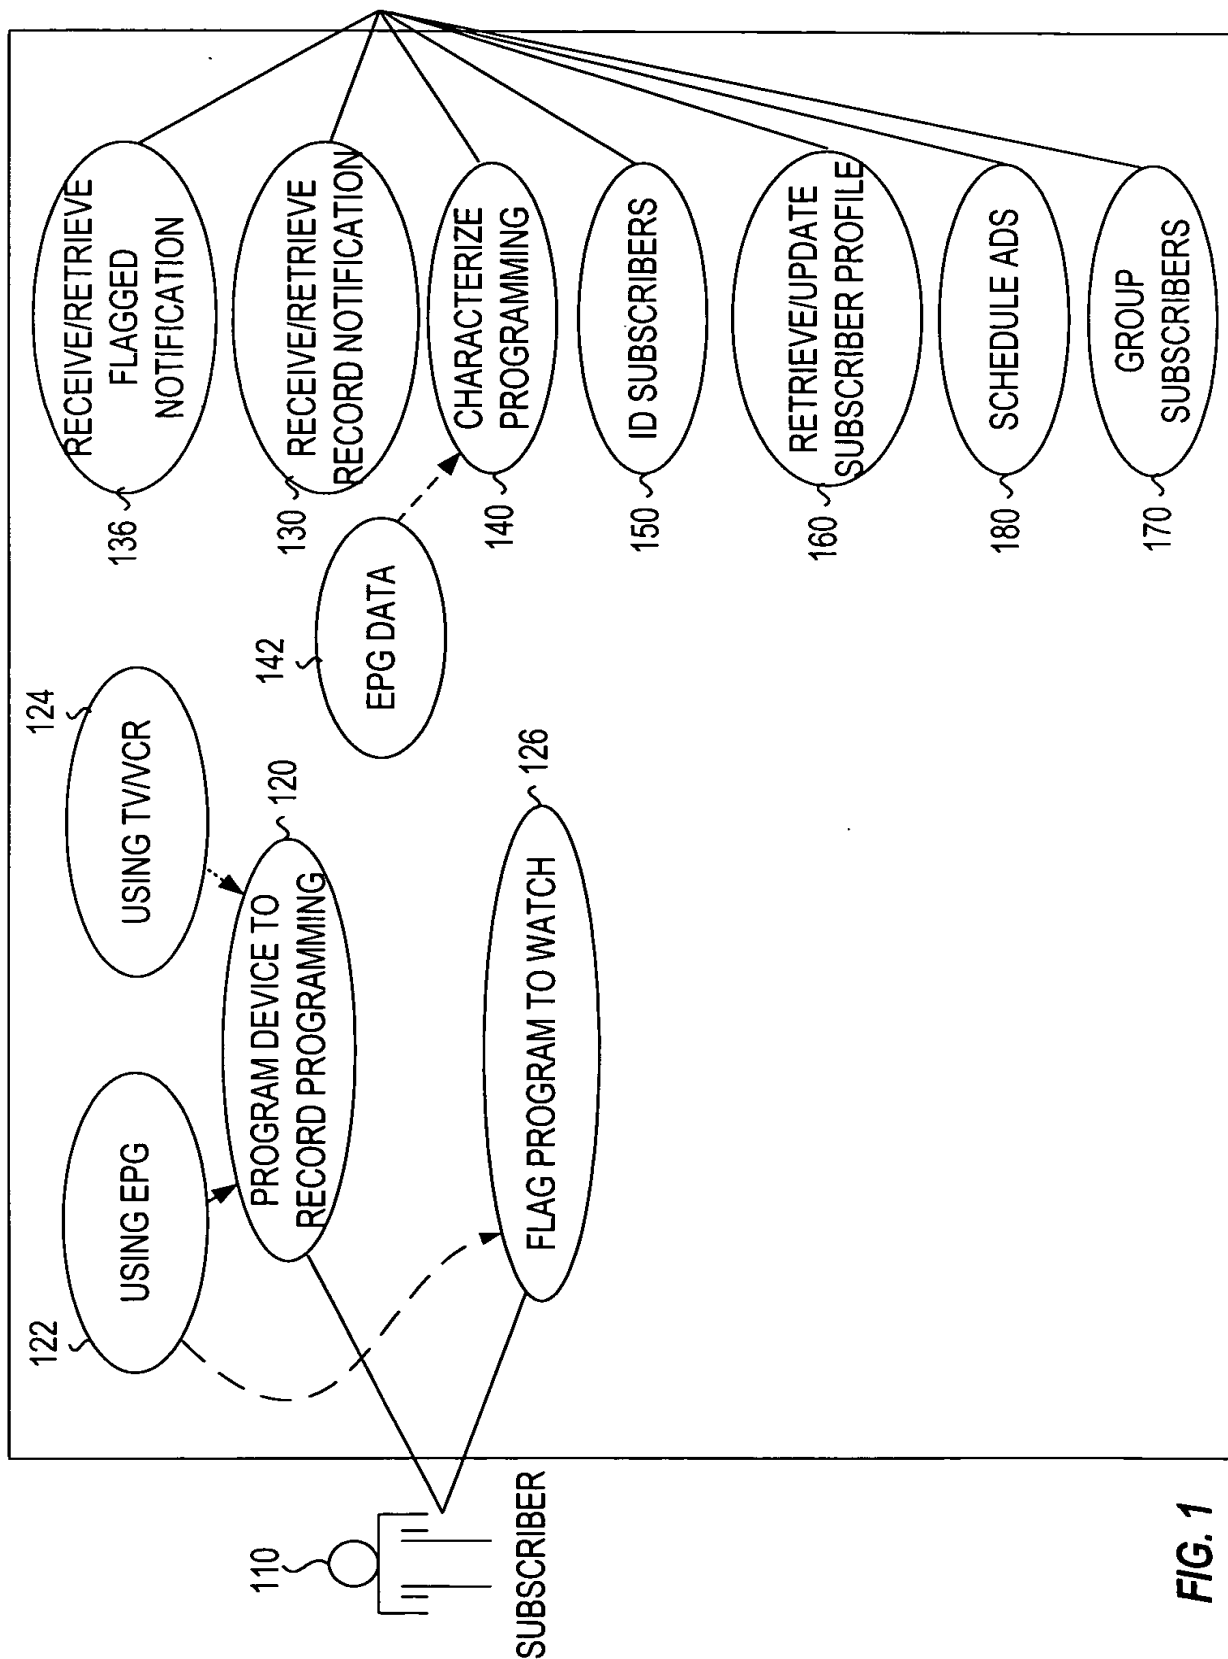 110
SUBSCRIBER
122
USING EPG
124
USING TV/VCR
120
PROGRAM DEVICE TO
RECORD PROGRAMMING
126
FLAG PROGRAM TO WATCH
142
EPG DATA
RECEIVE/RETRIEVE
FLAGGED
NOTIFICATION
136
RECEIVE/RETRIEVE
RECORD NOTIFICATION
130
CHARACTERIZE
PROGRAMMING
140
ID SUBSCRIBERS
150
RETRIEVE/UPDATE
SUBSCRIBER PROFILE
160
SCHEDULE ADS
180
GROUP
SUBSCRIBERS
170
FIG. 1